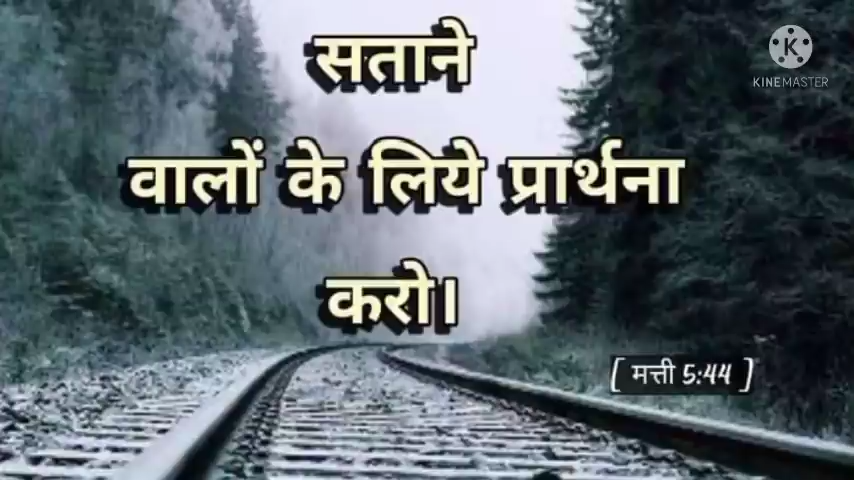 सताने
KINEMASTER
वालों के लिये प्रार्थना
करो।
[ मत्ती 5:44 ]